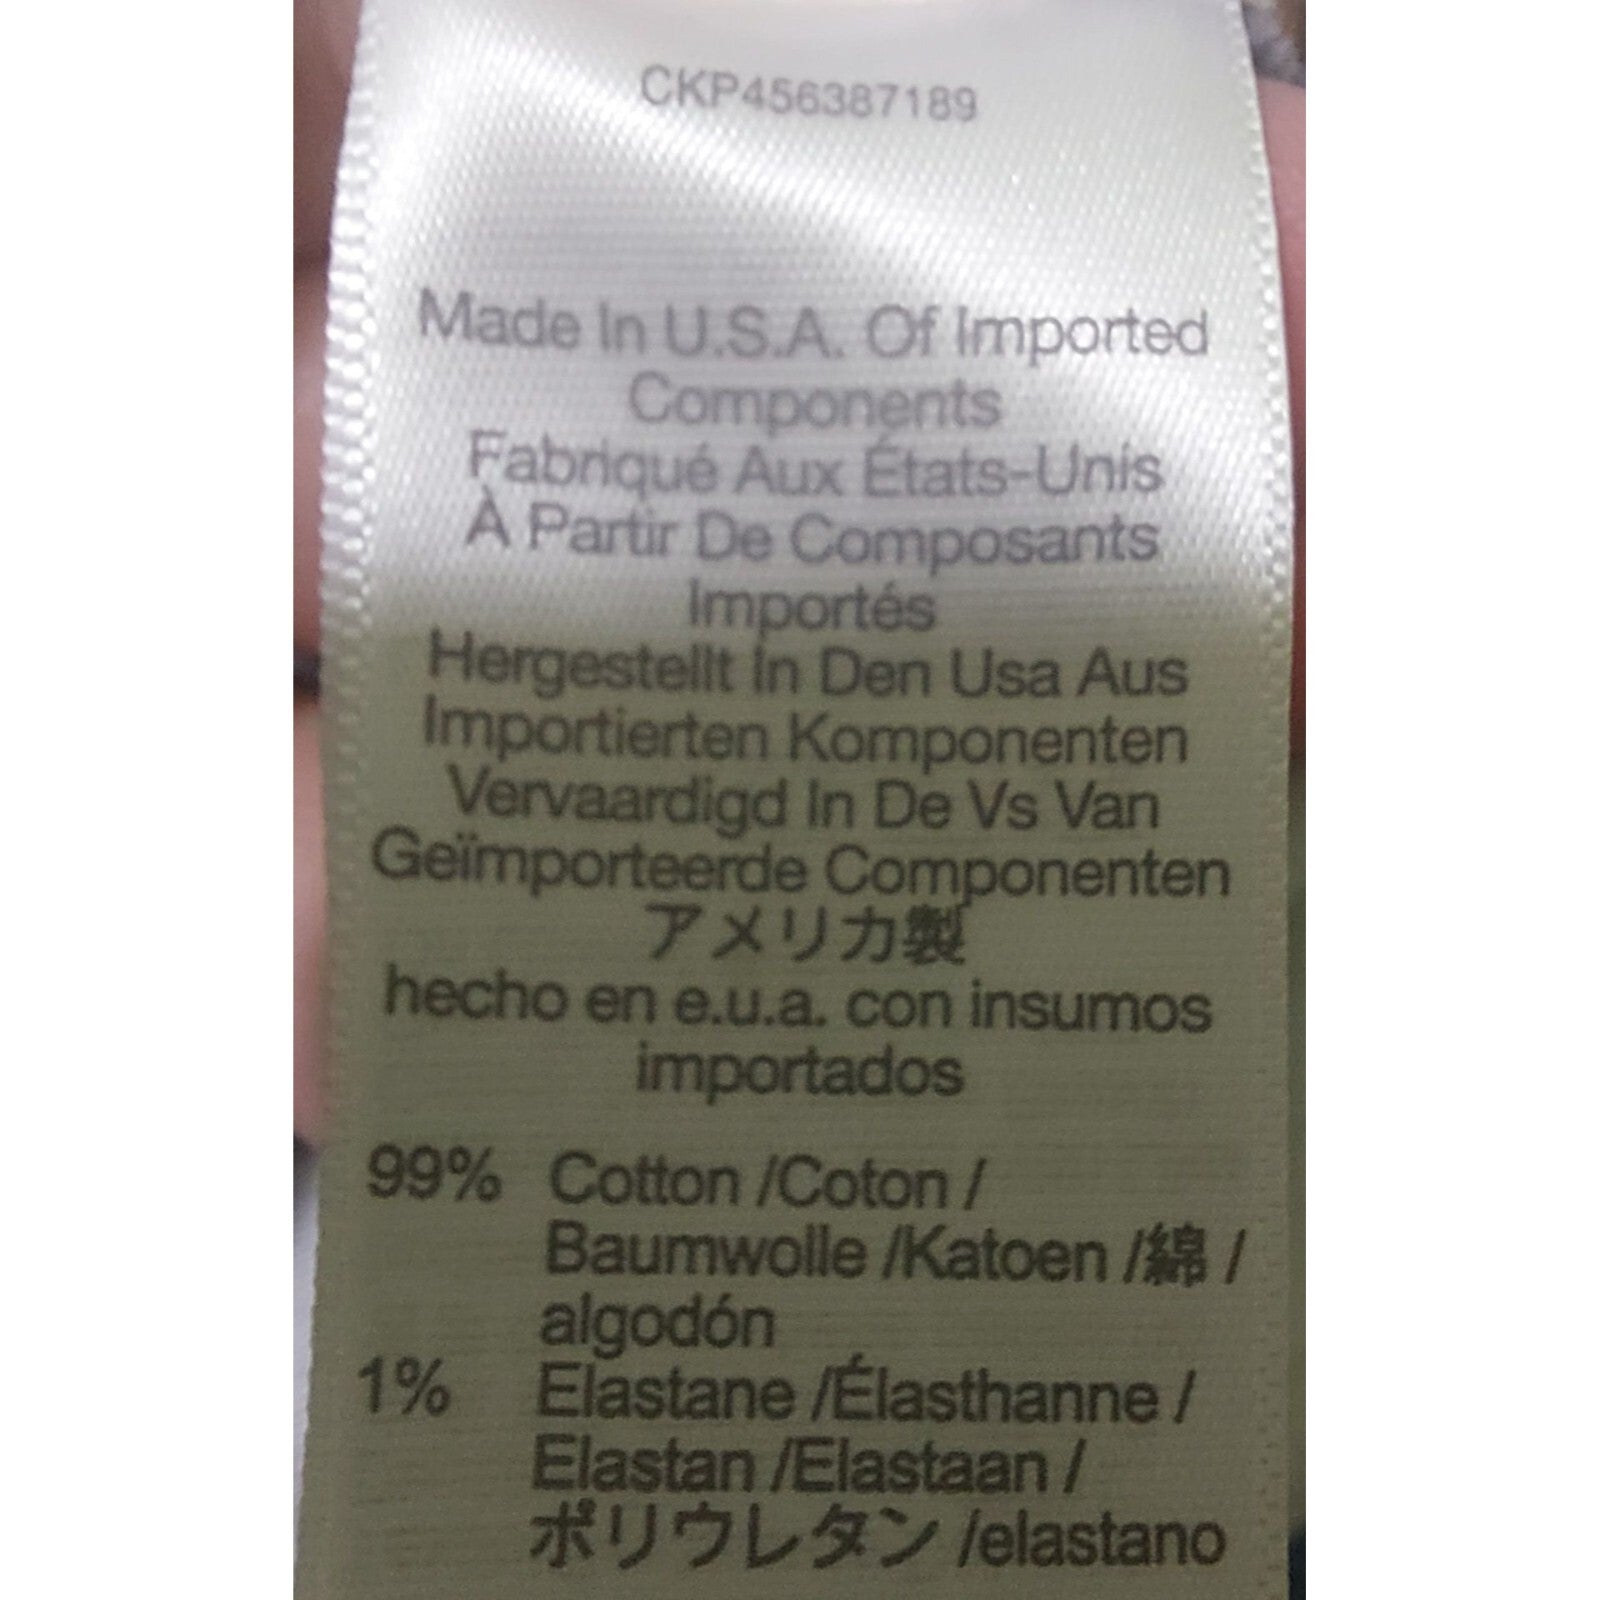 CKP456387189
Made In U.S.A. Of Imported
Components
Fabriqué Aux États-Unis
À Partir De Composants
Importés
Hergestellt In Den Usa Aus
Importierten Komponenten
Vervaardigd In De Vs Van
Geïmporteerde Componenten
アメリカ製
hecho en e.u.a. con insumos
importados
99% Cotton /Coton /
Baumwolle /Katoen /綿 /
algodón
1% Elastane /Élasthanne /
Elastan /Elastaan /
ポリウレタン /elastano